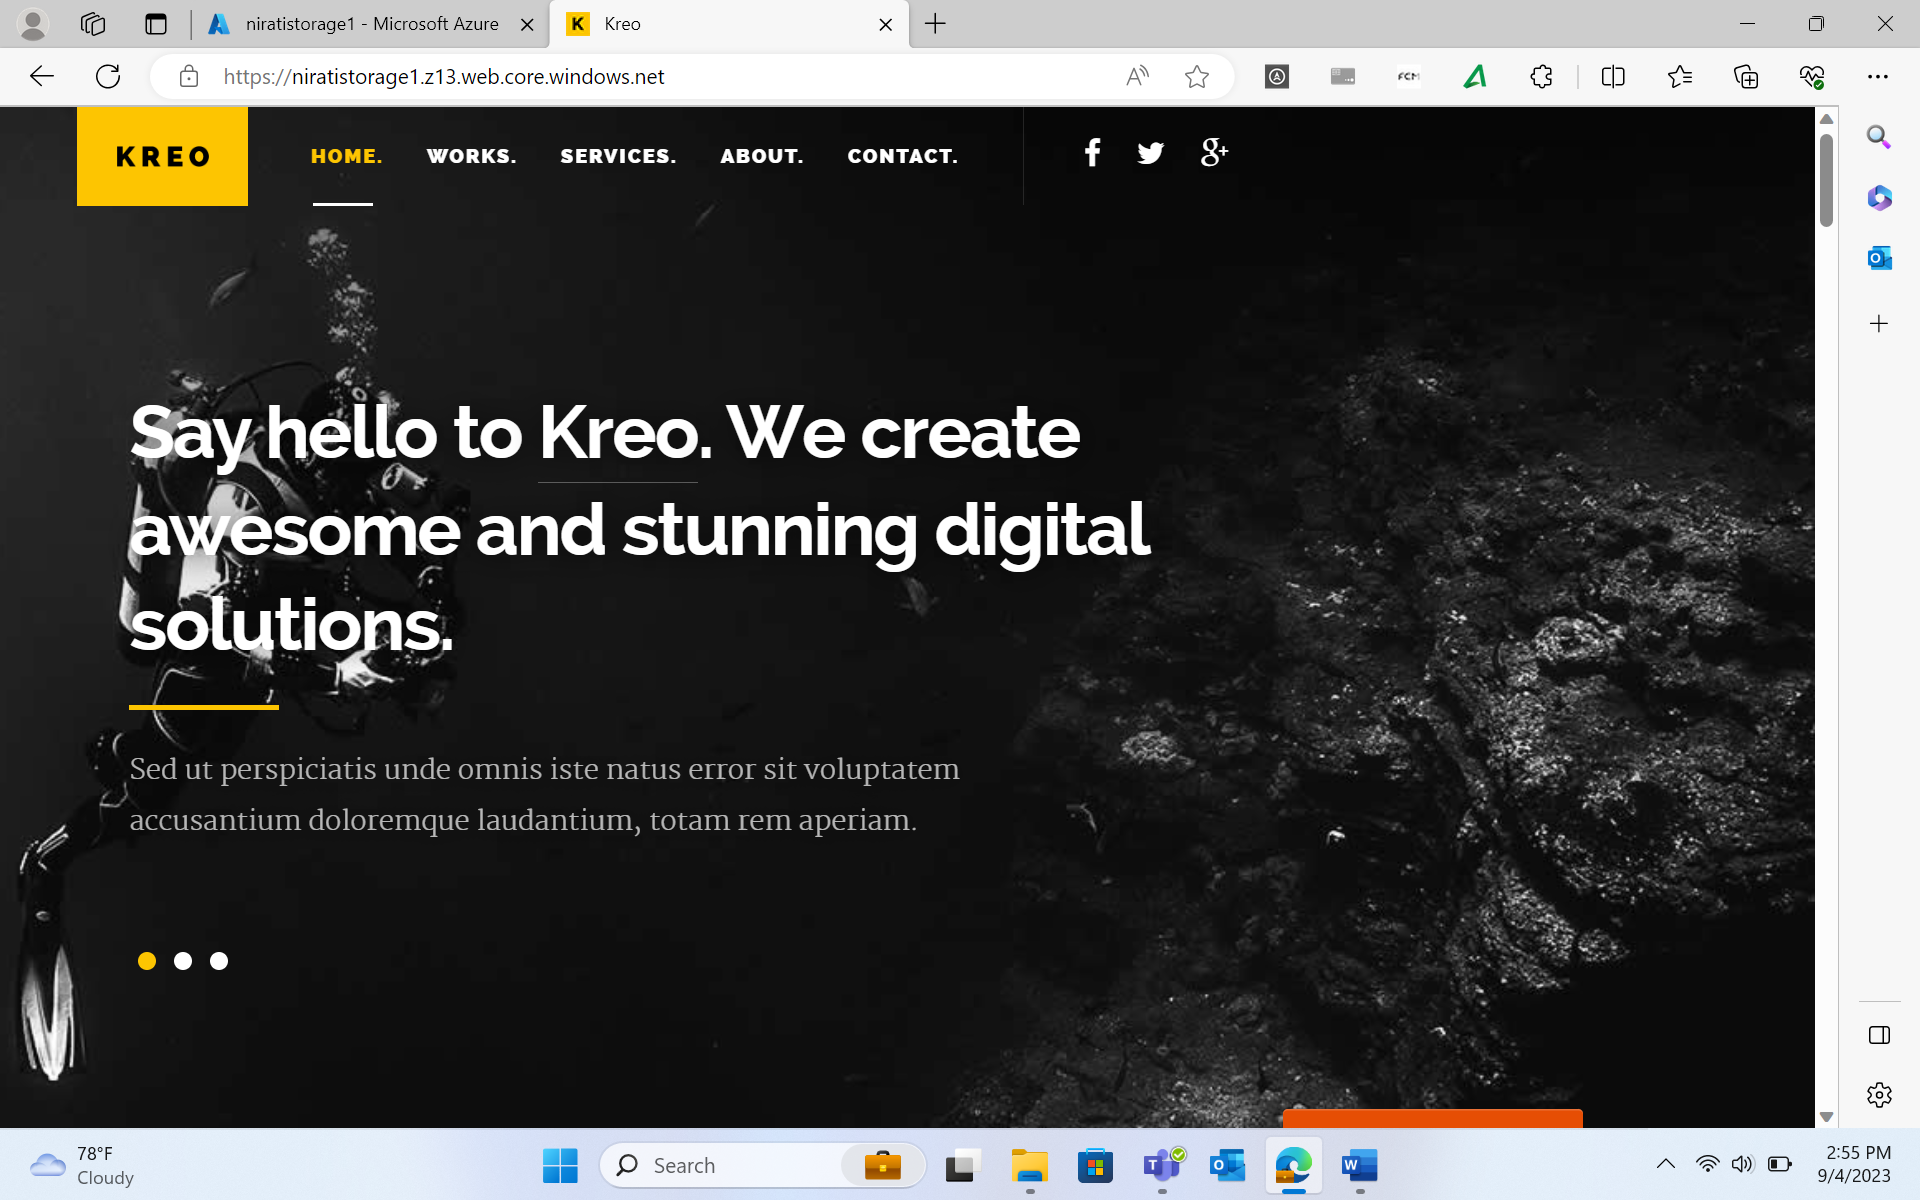 niratistorage1 - Microsoft Azure
K
Kreo
https://niratistorage1.z13.web.core.windows.net
FCM
KREO
HOME.
WORKS.
SERVICES.
ABOUT.
CONTACT.
Say hello to Kreo. We create
awesome and stunning digital
solutions.
Sed ut perspiciatis unde omnis iste natus error sit voluptatem
accusantium doloremque laudantium, totam rem aperiam.
78°F
Cloudy
Search
2:55 PM
9/4/2023